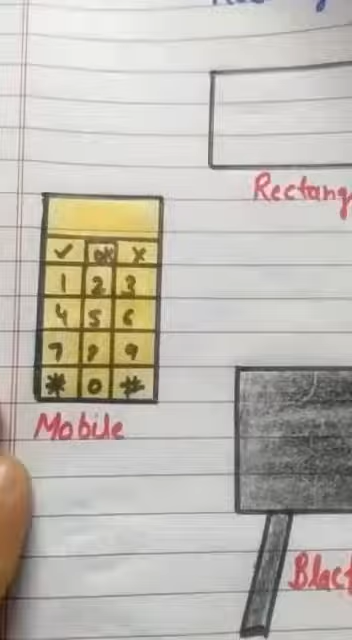 Rectang
✓ OK X
1 2 3
4 5 6
7 8 9
* 0 #
Mobile
Blac